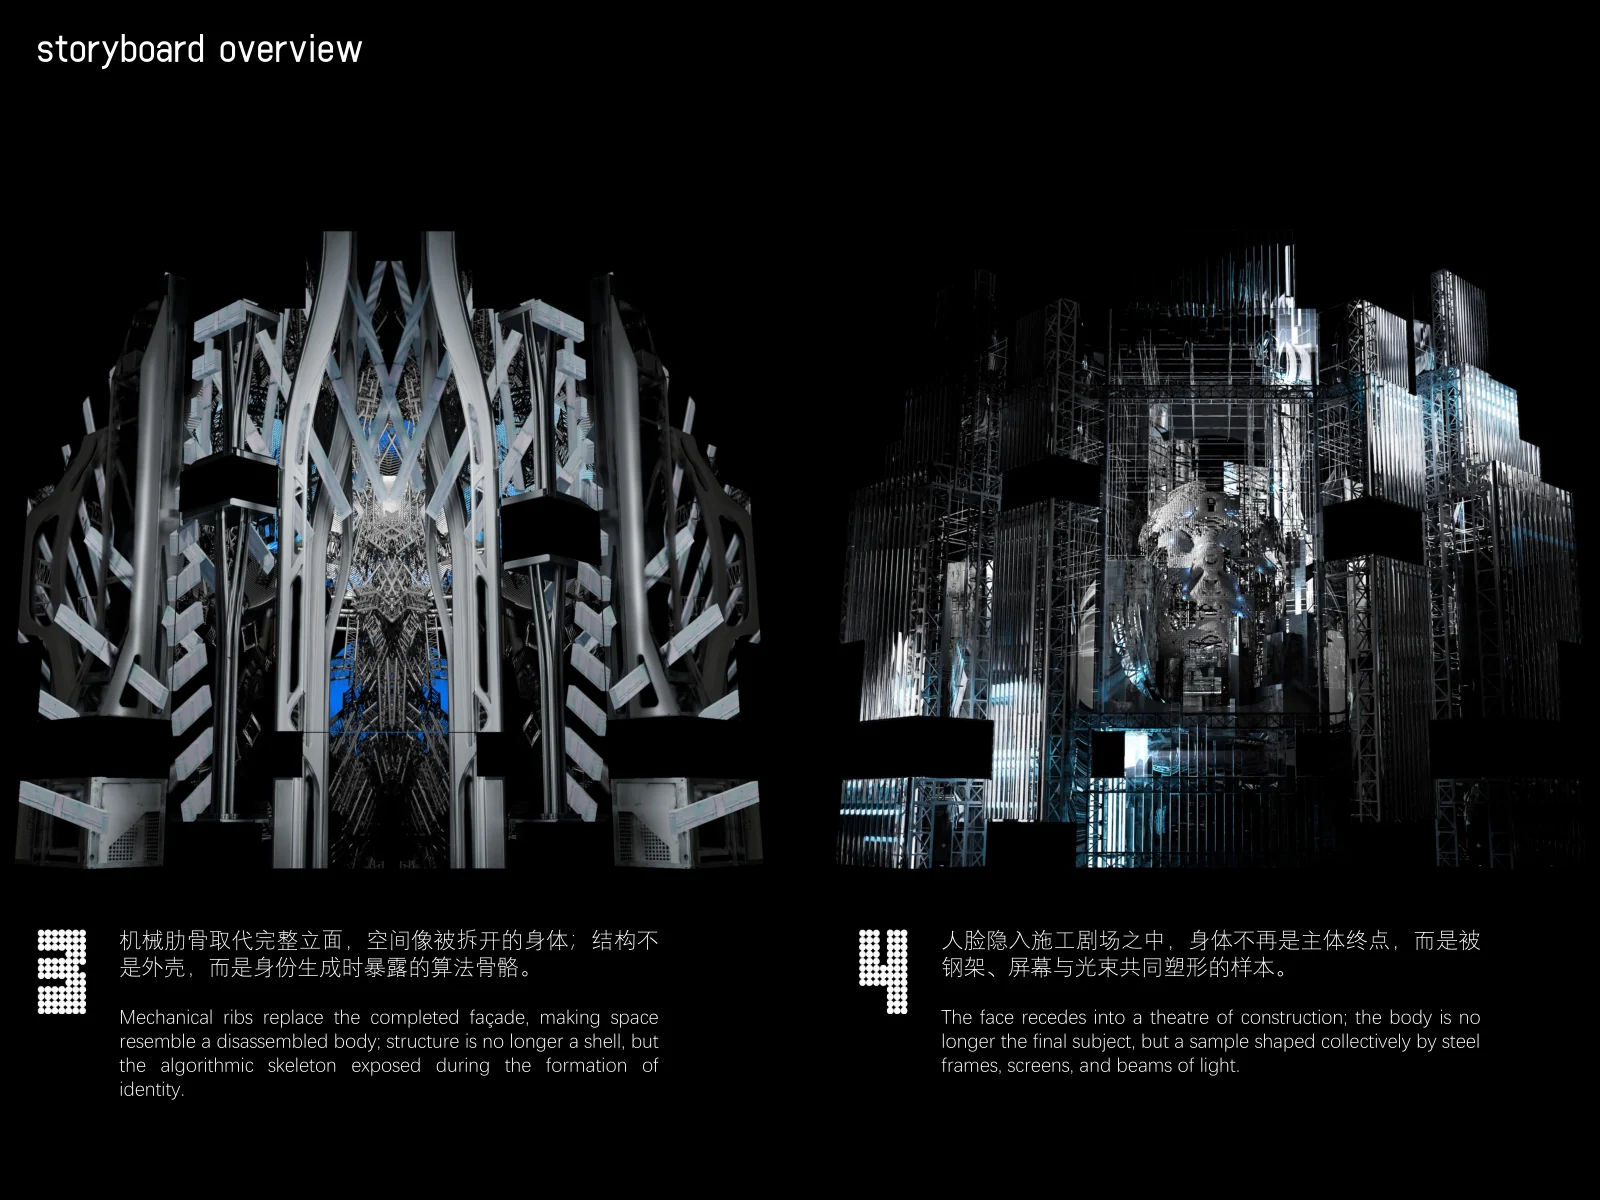 storyboard overview
3
机械肋骨取代完整立面，空间像被拆开的身体；结构不
是外壳，而是身份生成时暴露的算法骨骼。
Mechanical ribs replace the completed façade, making space
resemble a disassembled body; structure is no longer a shell, but
the algorithmic skeleton exposed during the formation of
identity.
4
人脸隐入施工剧场之中，身体不再是主体终点，而是被
钢架、屏幕与光束共同塑形的样本。
The face recedes into a theatre of construction; the body is no
longer the final subject, but a sample shaped collectively by steel
frames, screens, and beams of light.